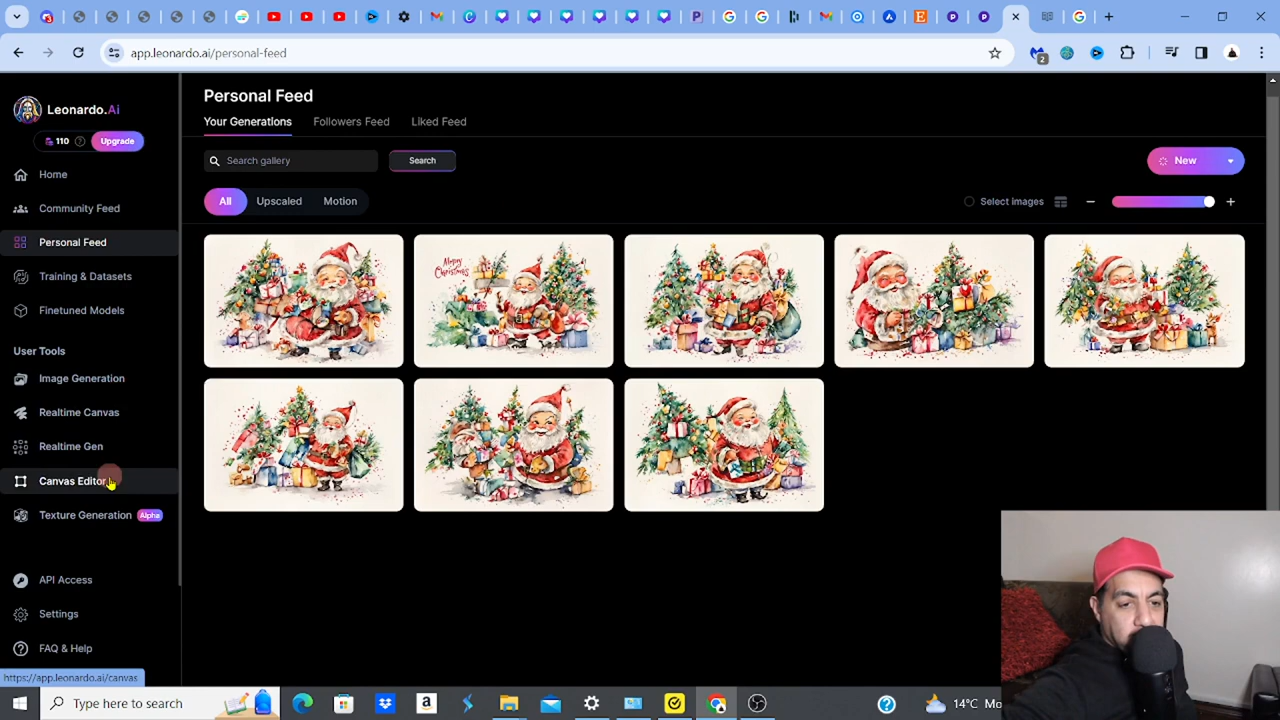 app.leonardo.ai/personal-feed
2
Leonardo.Ai
110
Upgrade
Home
Community Feed
Personal Feed
Training & Datasets
Finetuned Models
User Tools
Image Generation
Realtime Canvas
Realtime Gen
Canvas Editor
Texture Generation
Alpha
API Access
Settings
FAQ & Help
https://app.leonardo.ai/canvas
Personal Feed
Your Generations
Followers Feed
Liked Feed
Search gallery
Search
New
All
Upscaled
Motion
Select images
Type here to search
14°C Mo